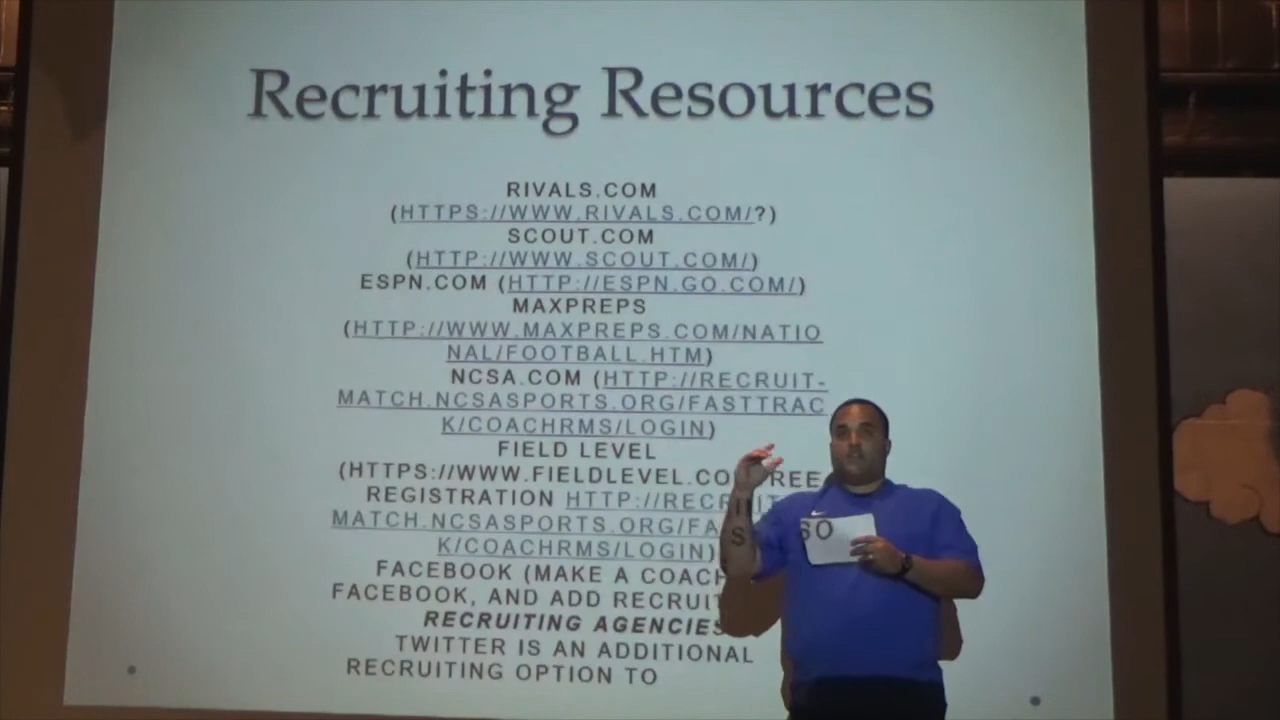 Recruiting Resources
RIVALS.COM
(HTTPS://WWW.RIVALS.COM/?)
SCOUT.COM
(HTTP://WWW.SCOUT.COM/)
ESPN.COM (HTTP://ESPN.GO.COM/)
MAXPREPS
(HTTP://WWW.MAXPREPS.COM/NATIO
NAL/FOOTBALL.HTM)
NCSA.COM (HTTP://RECRUIT-
MATCH.NCSASPORTS.ORG/FASTTRAC
K/COACHRMS/LOGIN)
FIELD LEVEL
(HTTPS://WWW.FIELDLEVEL.CO REE
REGISTRATION HTTP://RECRUIT
MATCH.NCSASPORTS.ORG/FAS
K/COACHRMS/LOGIN)
FACEBOOK (MAKE A COACH
FACEBOOK, AND ADD RECRUIT
RECRUITING AGENCIES
TWITTER IS AN ADDITIONAL
RECRUITING OPTION TO